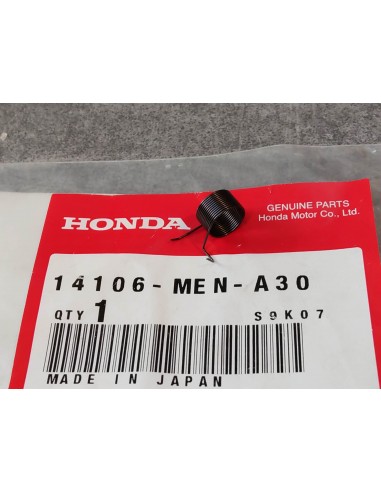 HONDA
GENUINE PARTS
Honda Motor Co., Ltd.
14106-MEN-A30
QTY 1 S9K07
MADE IN JAPAN